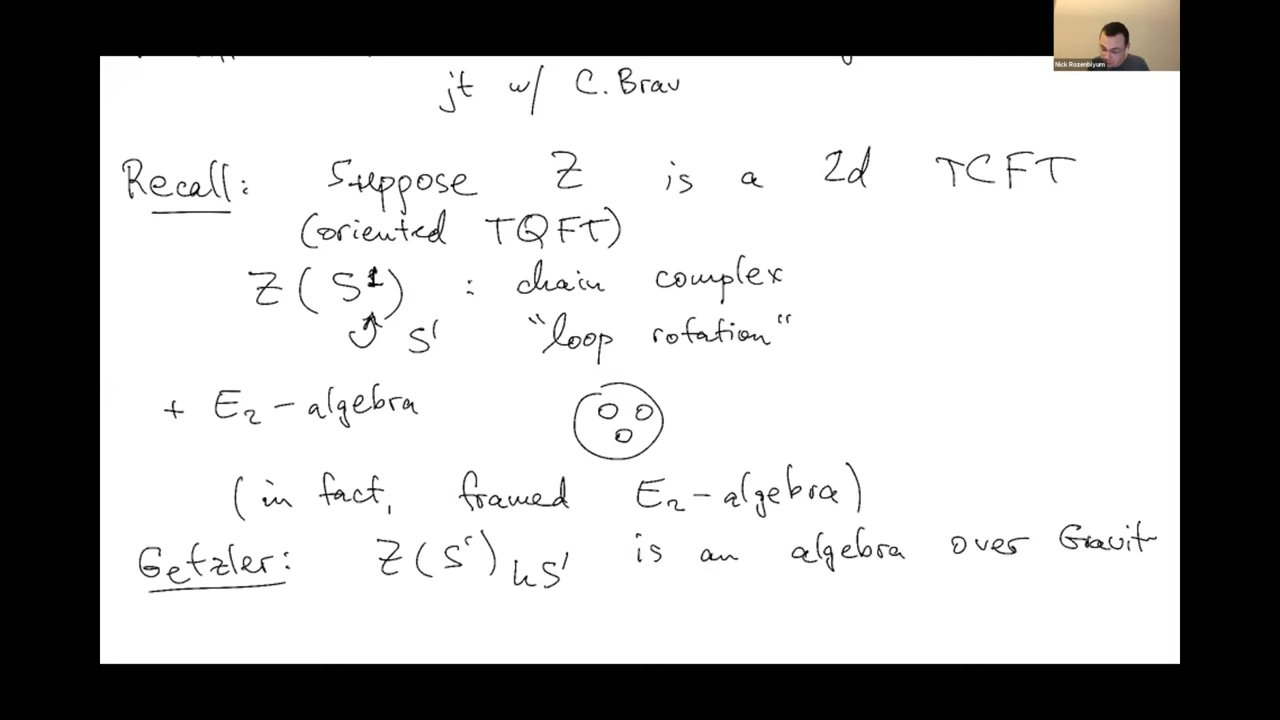 Nick Rozenblyum
jt w/ C. Brav
Recall: Suppose Z is a 2d TCFT
(oriented TQFT)
Z(S¹) : chain complex
S¹ "loop rotation"
+ E₂-algebra
(in fact, framed E₂-algebra)
Getzler: Z(S¹)hS¹ is an algebra over Gravit